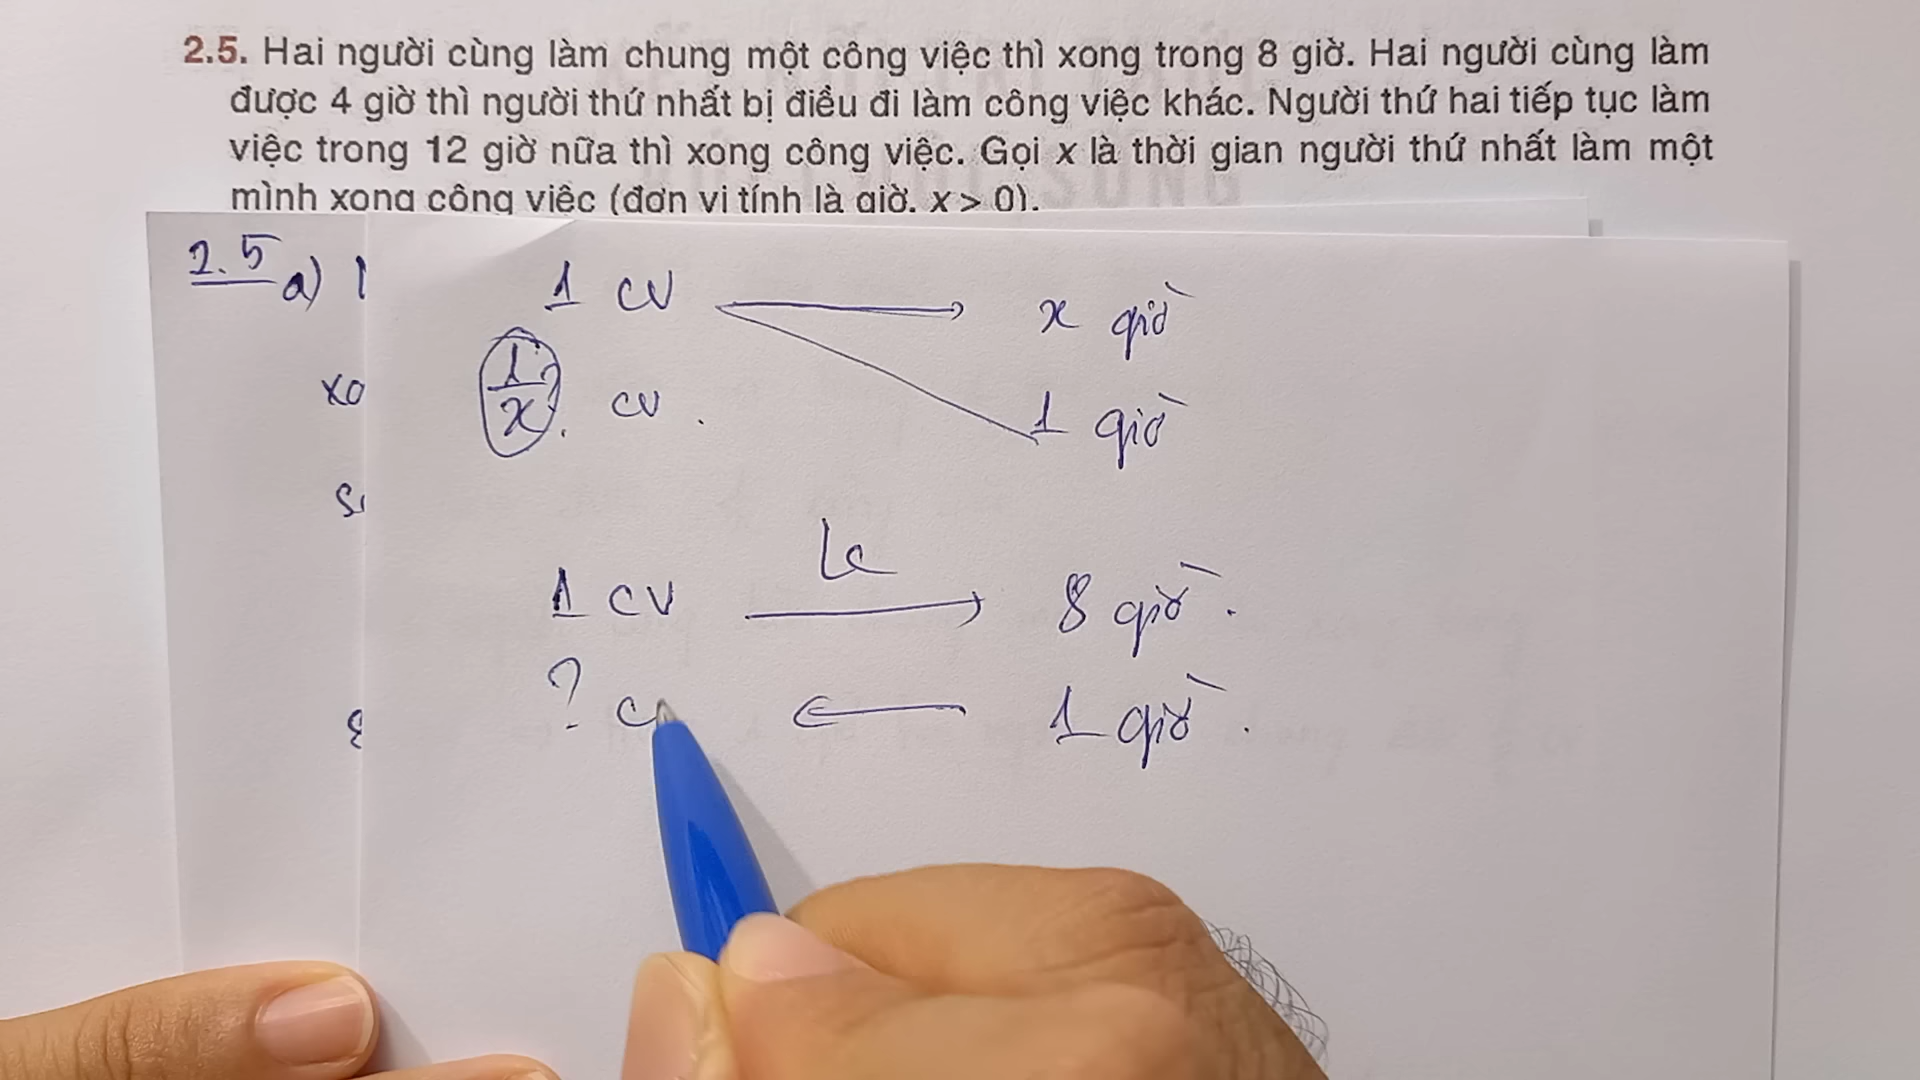 2.5. Hai người cùng làm chung một công việc thì xong trong 8 giờ. Hai người cùng làm
được 4 giờ thì người thứ nhất bị điều đi làm công việc khác. Người thứ hai tiếp tục làm
việc trong 12 giờ nữa thì xong công việc. Gọi x là thời gian người thứ nhất làm một
mình xong công việc (đơn vị tính là giờ, x > 0).
2.5 a)
1 cv x giờ
xo
1/x ? cv . 1 giờ
1 cv 8 giờ.
? c 1 giờ.